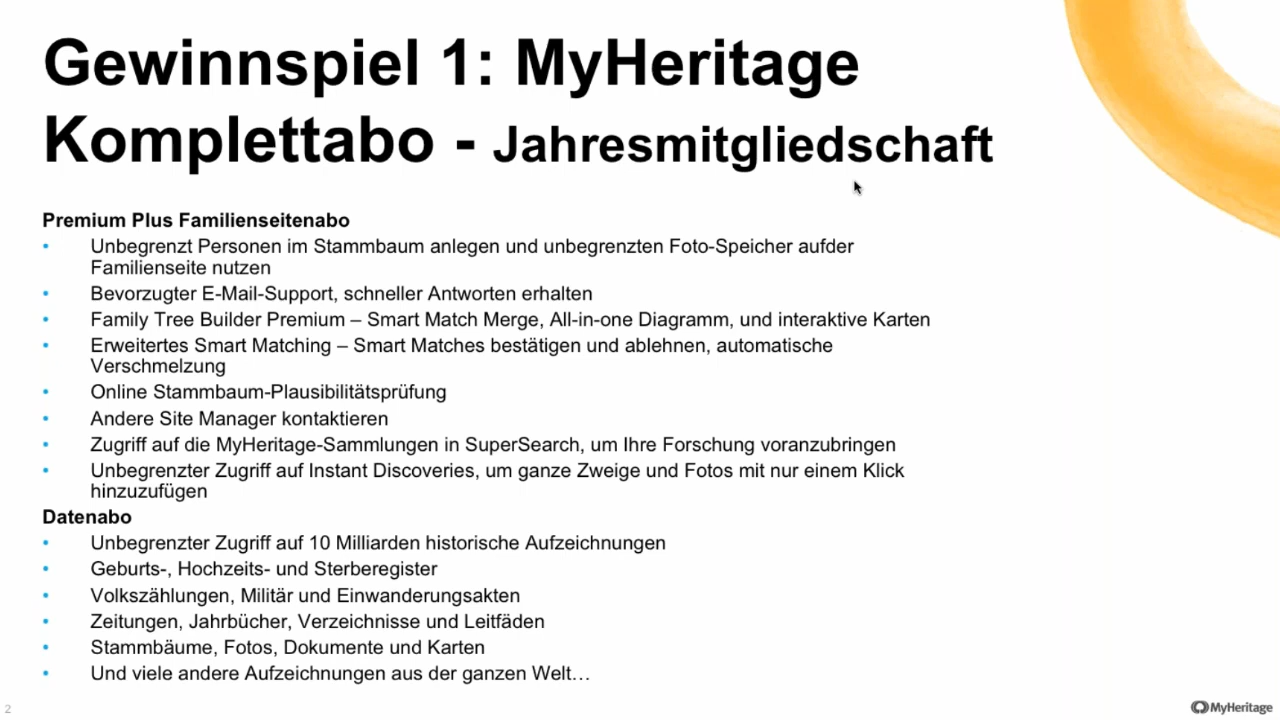 Gewinnspiel 1: MyHeritage
Komplettabo - Jahresmitgliedschaft
Premium Plus Familienseitenabo
• Unbegrenzt Personen im Stammbaum anlegen und unbegrenzten Foto-Speicher aufder
Familienseite nutzen
• Bevorzugter E-Mail-Support, schneller Antworten erhalten
• Family Tree Builder Premium – Smart Match Merge, All-in-one Diagramm, und interaktive Karten
• Erweitertes Smart Matching – Smart Matches bestätigen und ablehnen, automatische
Verschmelzung
• Online Stammbaum-Plausibilitätsprüfung
• Andere Site Manager kontaktieren
• Zugriff auf die MyHeritage-Sammlungen in SuperSearch, um Ihre Forschung voranzubringen
• Unbegrenzter Zugriff auf Instant Discoveries, um ganze Zweige und Fotos mit nur einem Klick
hinzuzufügen
Datenabo
• Unbegrenzter Zugriff auf 10 Milliarden historische Aufzeichnungen
• Geburts-, Hochzeits- und Sterberegister
• Volkszählungen, Militär und Einwanderungsakten
• Zeitungen, Jahrbücher, Verzeichnisse und Leitfäden
• Stammbäume, Fotos, Dokumente und Karten
• Und viele andere Aufzeichnungen aus der ganzen Welt…
2
MyHeritage